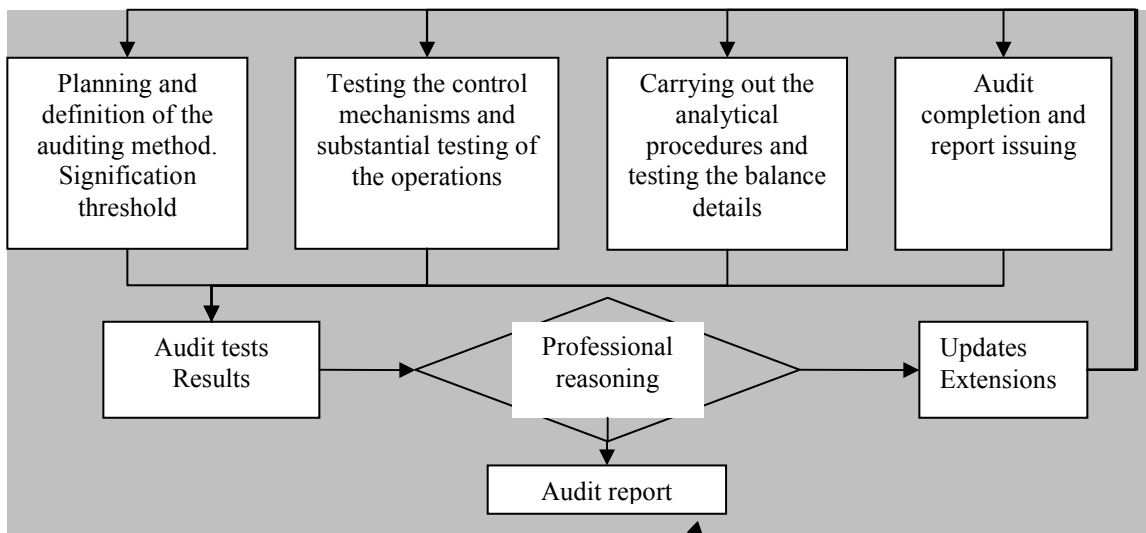 Planning and
definition of the
auditing method.
Signification
threshold
Testing the control
mechanisms and
substantial testing of
the operations
Carrying out the
analytical
procedures and
testing the balance
details
Audit
completion and
report issuing
Audit tests
Results
Professional
reasoning
Updates
Extensions
Audit report